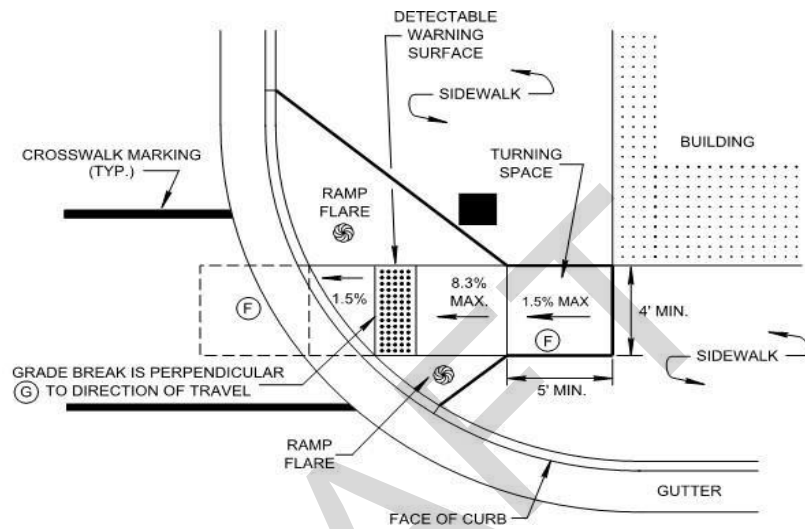 DETECTABLE
WARNING
SURFACE
SIDEWALK
BUILDING
CROSSWALK MARKING
(TYP.)
TURNING
SPACE
RAMP
FLARE
8.3%
MAX.
1.5%
1.5% MAX
4' MIN.
F
F
GRADE BREAK IS PERPENDICULAR
G TO DIRECTION OF TRAVEL
SIDEWALK
5' MIN.
RAMP
FLARE
GUTTER
FACE OF CURB
AFT